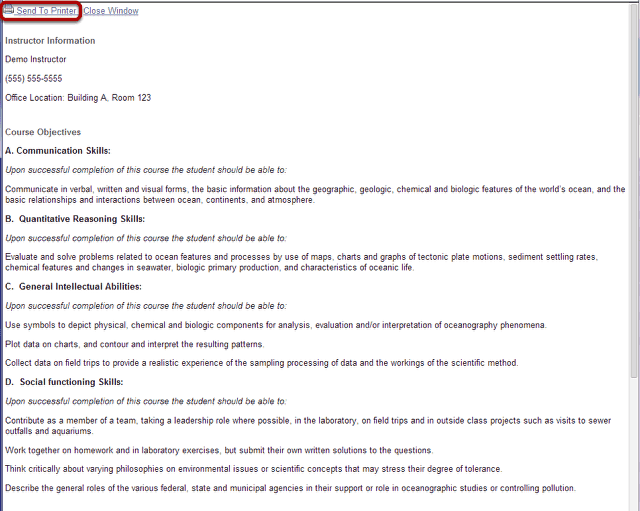 Send To Printer Close Window
Instructor Information
Demo Instructor
(555) 555-5555
Office Location: Building A, Room 123
Course Objectives
A. Communication Skills:
Upon successful completion of this course the student should be able to:
Communicate in verbal, written and visual forms, the basic information about the geographic, geologic, chemical and biologic features of the world's ocean, and the
basic relationships and interactions between ocean, continents, and atmosphere.
B. Quantitative Reasoning Skills:
Upon successful completion of this course the student should be able to:
Evaluate and solve problems related to ocean features and processes by use of maps, charts and graphs of tectonic plate motions, sediment settling rates,
chemical features and changes in seawater, biologic primary production, and characteristics of oceanic life.
C. General Intellectual Abilities:
Upon successful completion of this course the student should be able to:
Use symbols to depict physical, chemical and biologic components for analysis, evaluation and/or interpretation of oceanography phenomena.
Plot data on charts, and contour and interpret the resulting patterns.
Collect data on field trips to provide a realistic experience of the sampling processing of data and the workings of the scientific method.
D. Social functioning Skills:
Upon successful completion of this course the student should be able to:
Contribute as a member of a team, taking a leadership role where possible, in the laboratory, on field trips and in outside class projects such as visits to sewer
outfalls and aquariums.
Work together on homework and in laboratory exercises, but submit their own written solutions to the questions.
Think critically about varying philosophies on environmental issues or scientific concepts that may stress their degree of tolerance.
Describe the general roles of the various federal, state and municipal agencies in their support or role in oceanographic studies or controlling pollution.